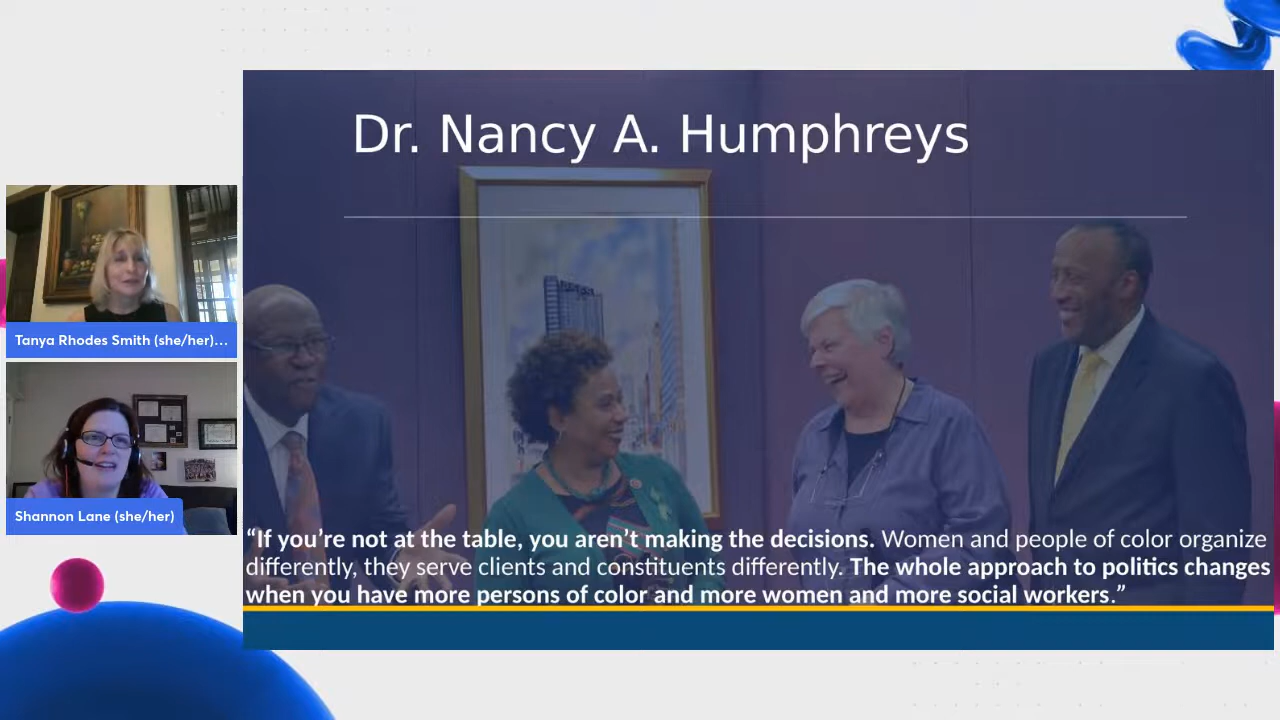 Dr. Nancy A. Humphreys
Tanya Rhodes Smith (she/her)...
Shannon Lane (she/her)
“If you’re not at the table, you aren’t making the decisions. Women and people of color organize
differently, they serve clients and constituents differently. The whole approach to politics changes
when you have more persons of color and more women and more social workers.”